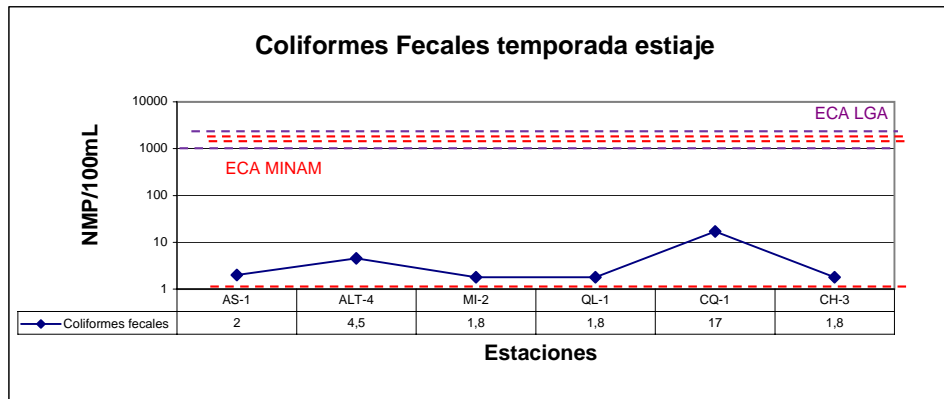 Coliformes Fecales temporada estiaje
NMP/100mL
10000
1000
100
10
1
ECA LGA
ECA MINAM
AS-1 ALT-4 MI-2 QL-1 CQ-1 CH-3
Coliformes fecales 2 4,5 1,8 1,8 17 1,8
Estaciones